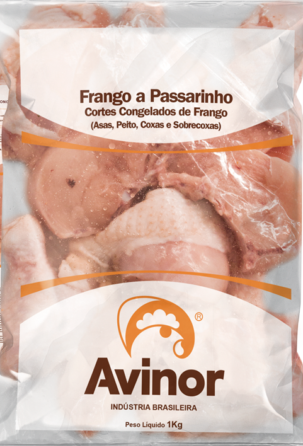 Frango a Passarinho
Cortes Congelados de Frango
(Asas, Peito, Coxas e Sobrecoxas)
®
Avinor
INDÚSTRIA BRASILEIRA
Peso Líquido 1Kg